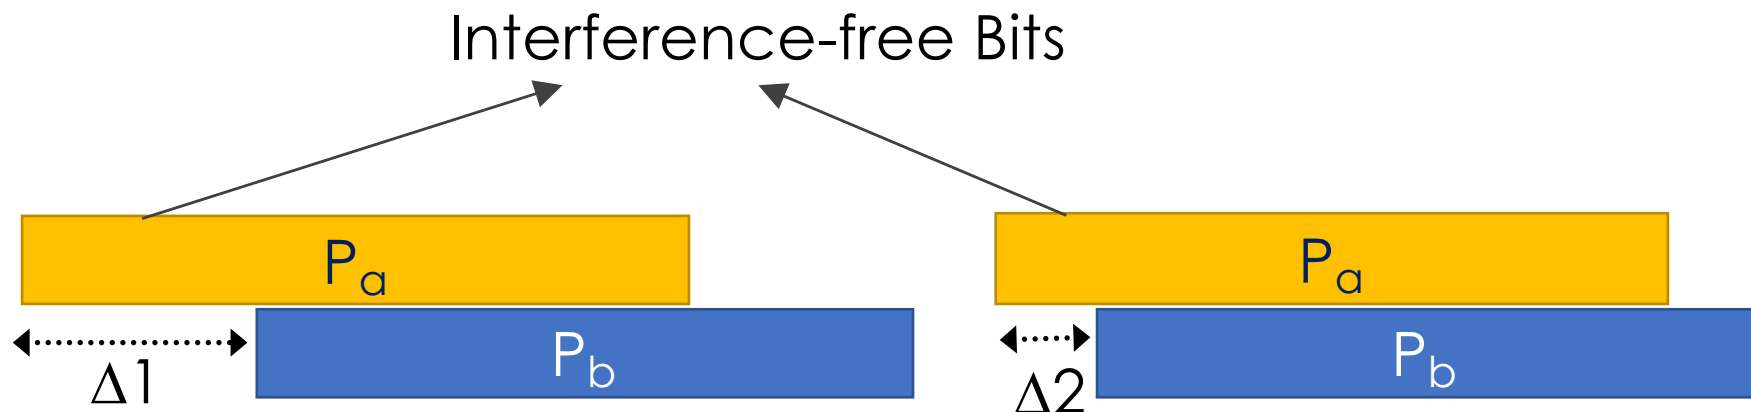 Interference-free Bits
Pa
Pa
Pb
Pb
Δ1
Δ2